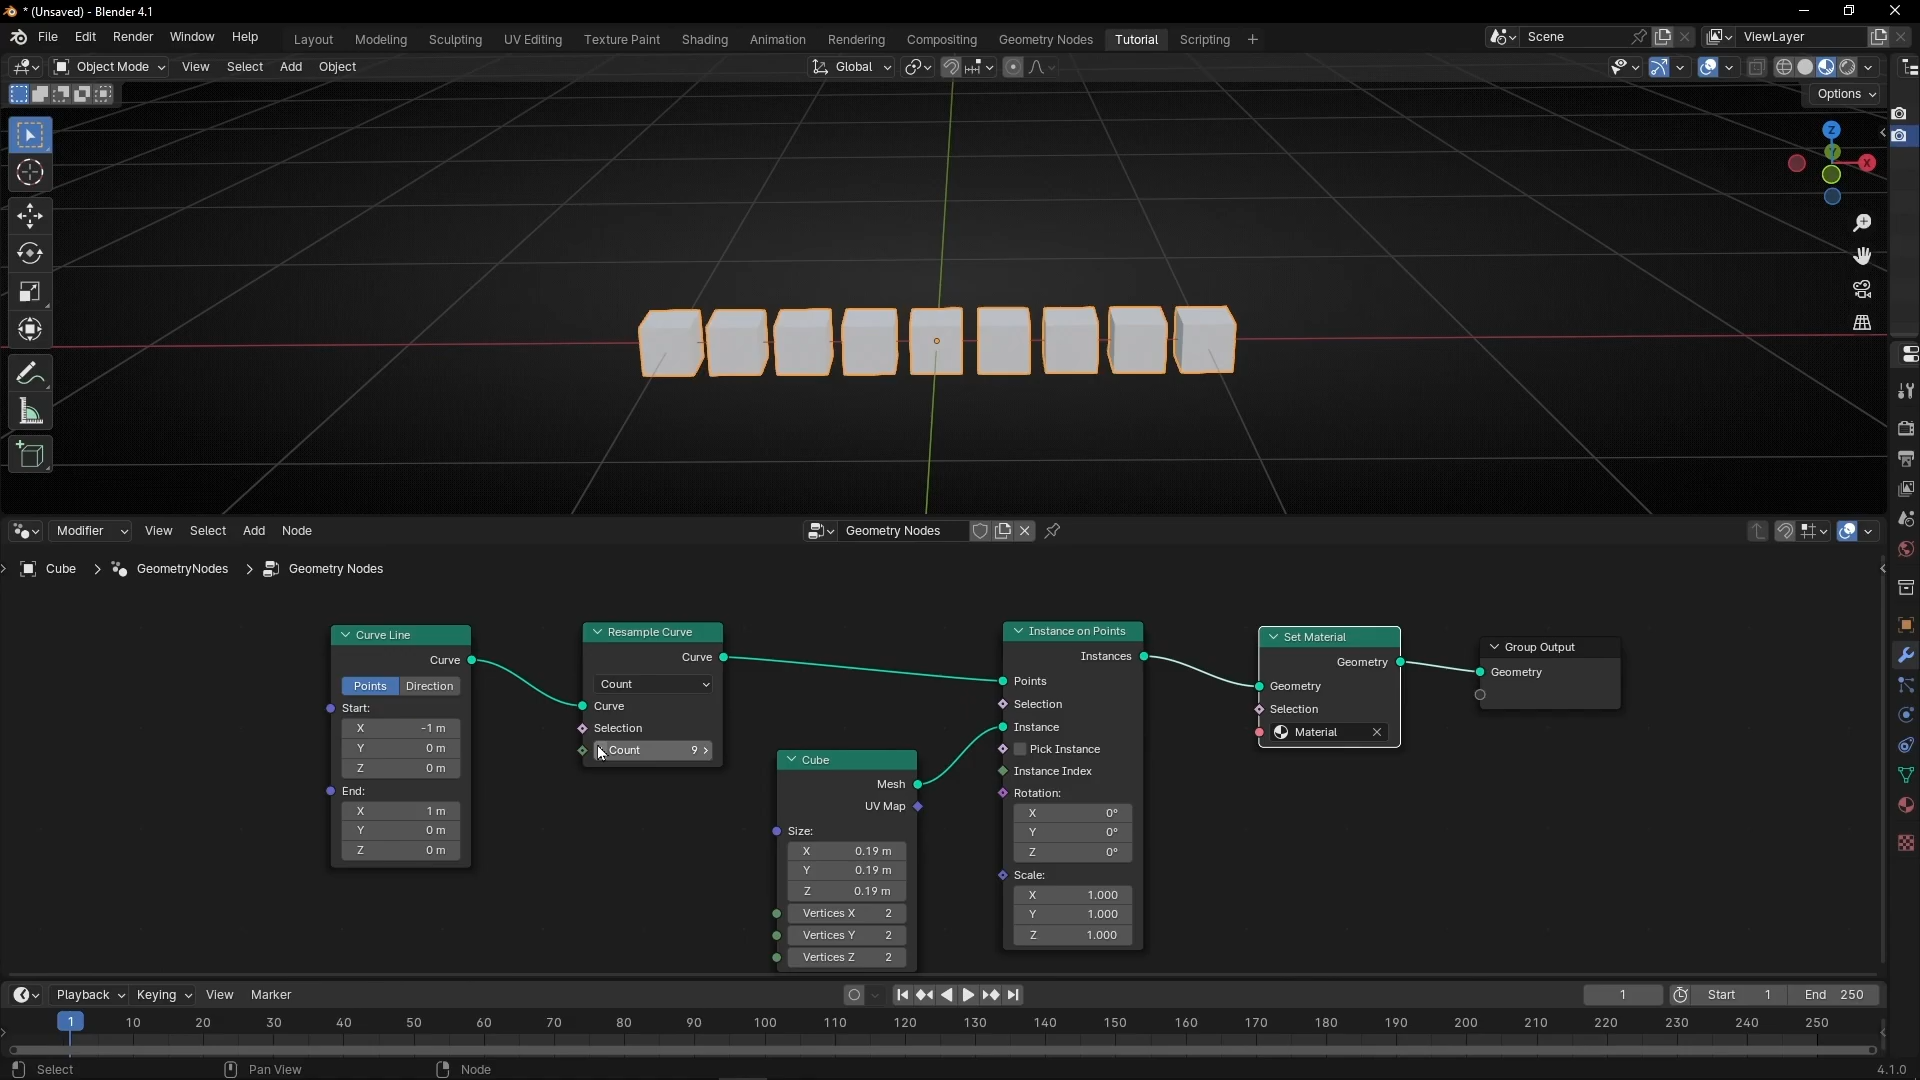 * (Unsaved) - Blender 4.1
File Edit Render Window Help Layout Modeling Sculpting UV Editing Texture Paint Shading Animation Rendering Compositing Geometry Nodes Tutorial Scripting + Scene ViewLayer
Object Mode View Select Add Object Global
Options
Z
Y
X
Modifier View Select Add Node Geometry Nodes
Cube > GeometryNodes > Geometry Nodes
Curve Line
Curve
Points Direction
Start:
X -1 m
Y 0 m
Z 0 m
End:
X 1 m
Y 0 m
Z 0 m
Resample Curve
Curve
Count
Curve
Selection
Count 9
Cube
Mesh
UV Map
Size:
X 0.19 m
Y 0.19 m
Z 0.19 m
Vertices X 2
Vertices Y 2
Vertices Z 2
Instance on Points
Instances
Points
Selection
Instance
Pick Instance
Instance Index
Rotation:
X 0°
Y 0°
Z 0°
Scale:
X 1.000
Y 1.000
Z 1.000
Set Material
Geometry
Geometry
Selection
Material
Group Output
Geometry
Playback Keying View Marker 1 Start 1 End 250
1 10 20 30 40 50 60 70 80 90 100 110 120 130 140 150 160 170 180 190 200 210 220 230 240 250
Select Pan View Node 4.1.0